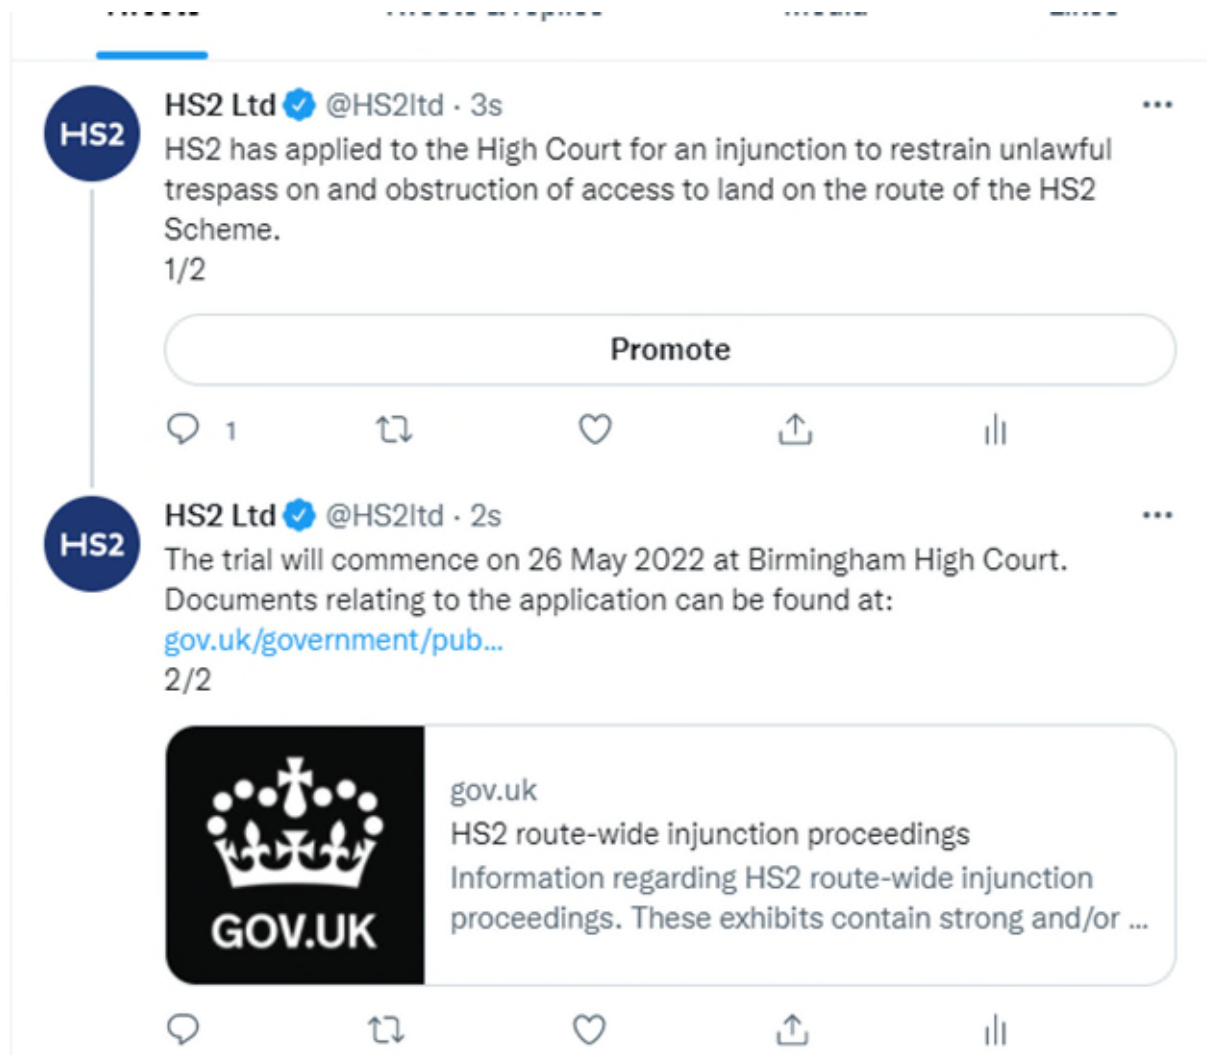 HS2 Ltd @HS2ltd · 3s
HS2
HS2 has applied to the High Court for an injunction to restrain unlawful
trespass on and obstruction of access to land on the route of the HS2
Scheme.
1/2
Promote
1
HS2 Ltd @HS2ltd · 2s
HS2
The trial will commence on 26 May 2022 at Birmingham High Court.
Documents relating to the application can be found at:
gov.uk/government/pub...
2/2
gov.uk
HS2 route-wide injunction proceedings
Information regarding HS2 route-wide injunction
proceedings. These exhibits contain strong and/or ...
GOV.UK